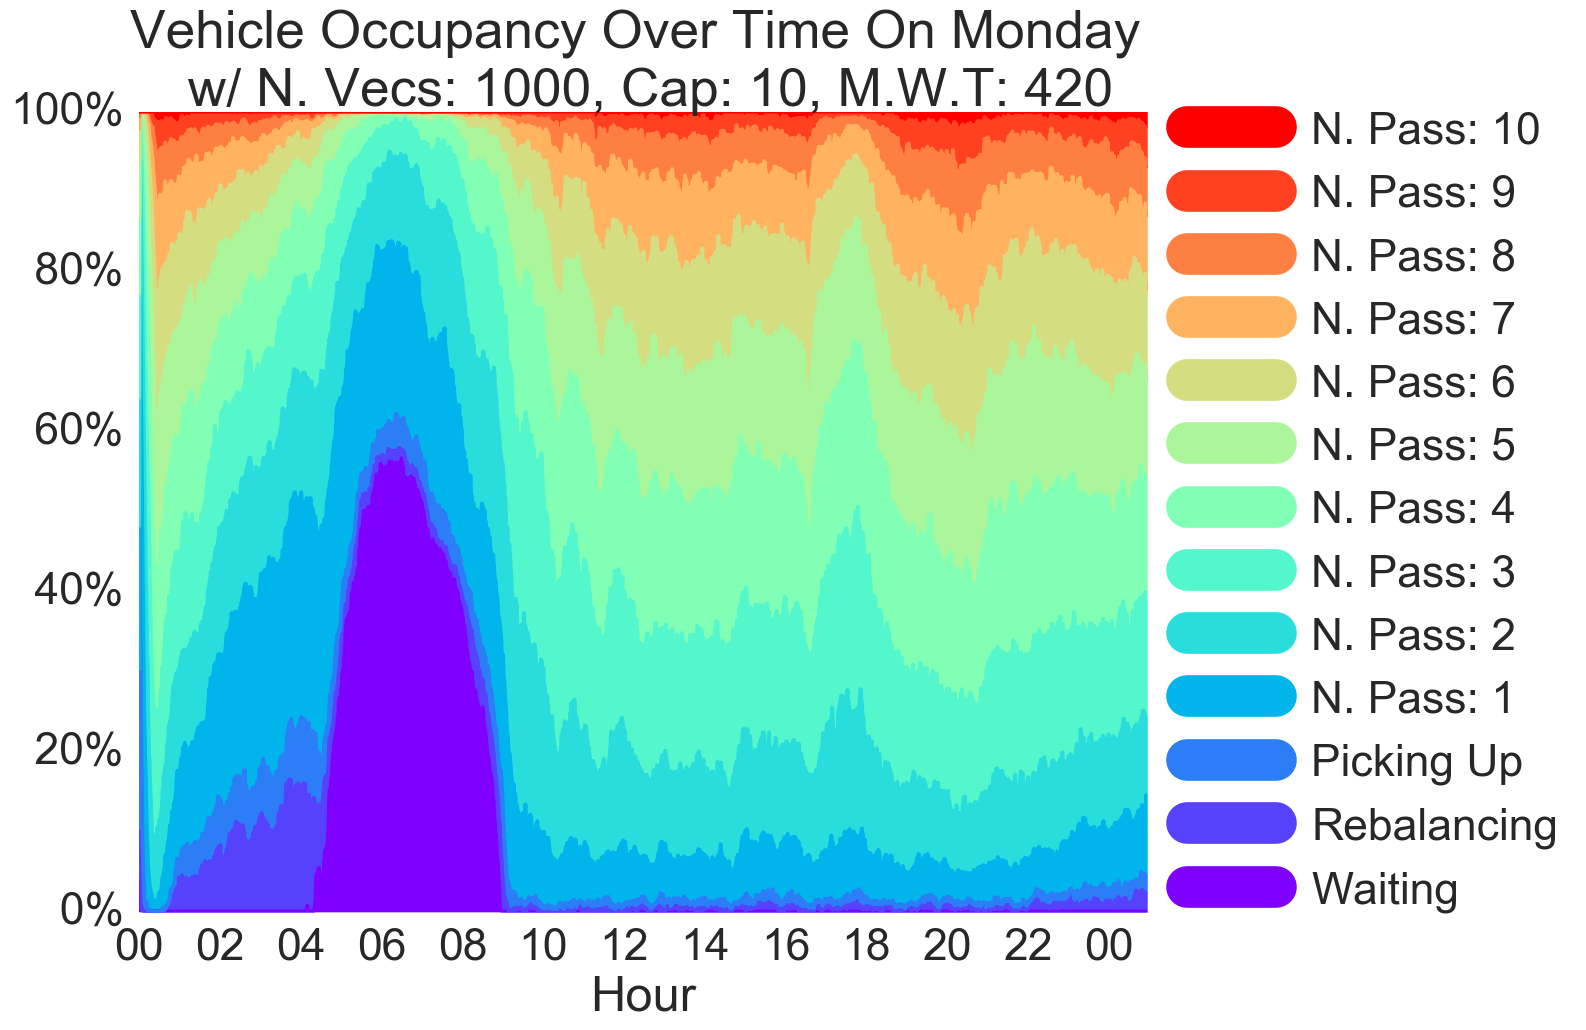 Vehicle Occupancy Over Time On Monday
w/ N. Vecs: 1000, Cap: 10, M.W.T: 420
100%
80%
60%
40%
20%
0%
00 02 04 06 08 10 12 14 16 18 20 22 00
Hour
N. Pass: 10
N. Pass: 9
N. Pass: 8
N. Pass: 7
N. Pass: 6
N. Pass: 5
N. Pass: 4
N. Pass: 3
N. Pass: 2
N. Pass: 1
Picking Up
Rebalancing
Waiting